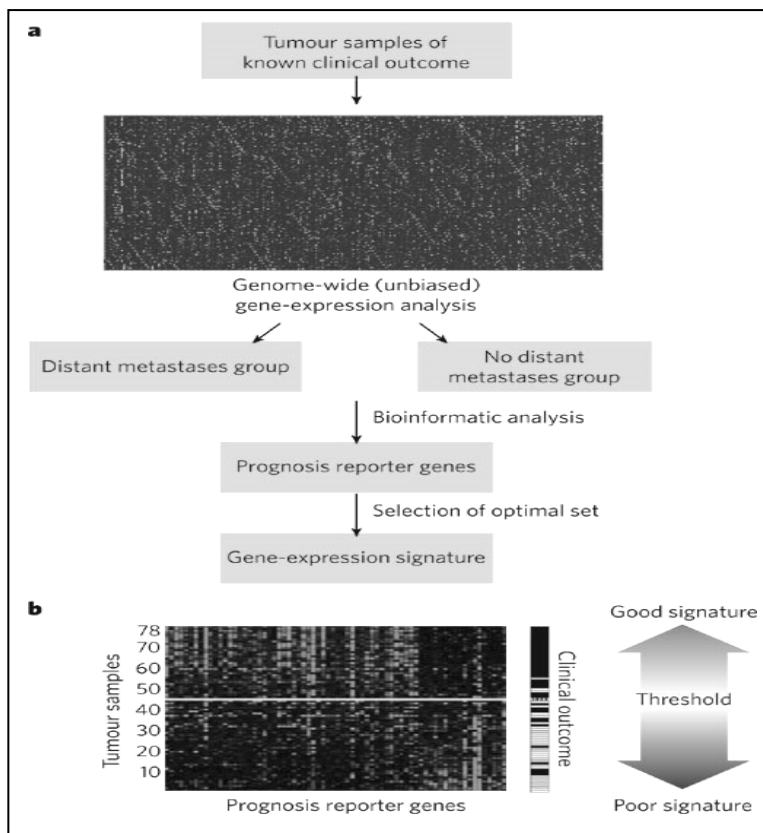 a
Tumour samples of
known clinical outcome
Genome-wide (unbiased)
gene-expression analysis
Distant metastases group
No distant
metastases group
Bioinformatic analysis
Prognosis reporter genes
Selection of optimal set
Gene-expression signature
b
Tumour samples
78
70
60
50
40
30
20
10
Prognosis reporter genes
Clinical outcome
Good signature
Threshold
Poor signature